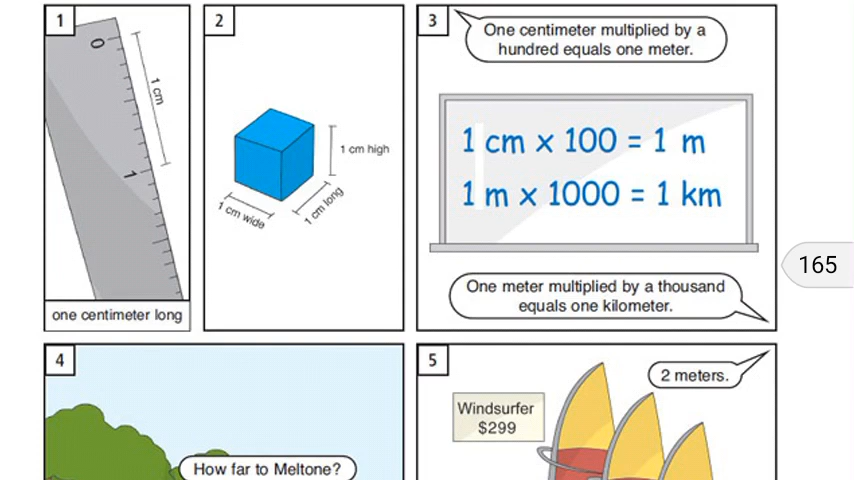 1
0
1 cm
1
one centimeter long
2
1 cm high
1 cm wide
1 cm long
3
One centimeter multiplied by a
hundred equals one meter.
1 cm x 100 = 1 m
1 m x 1000 = 1 km
One meter multiplied by a thousand
equals one kilometer.
165
4
How far to Meltone?
5
2 meters.
Windsurfer
$299